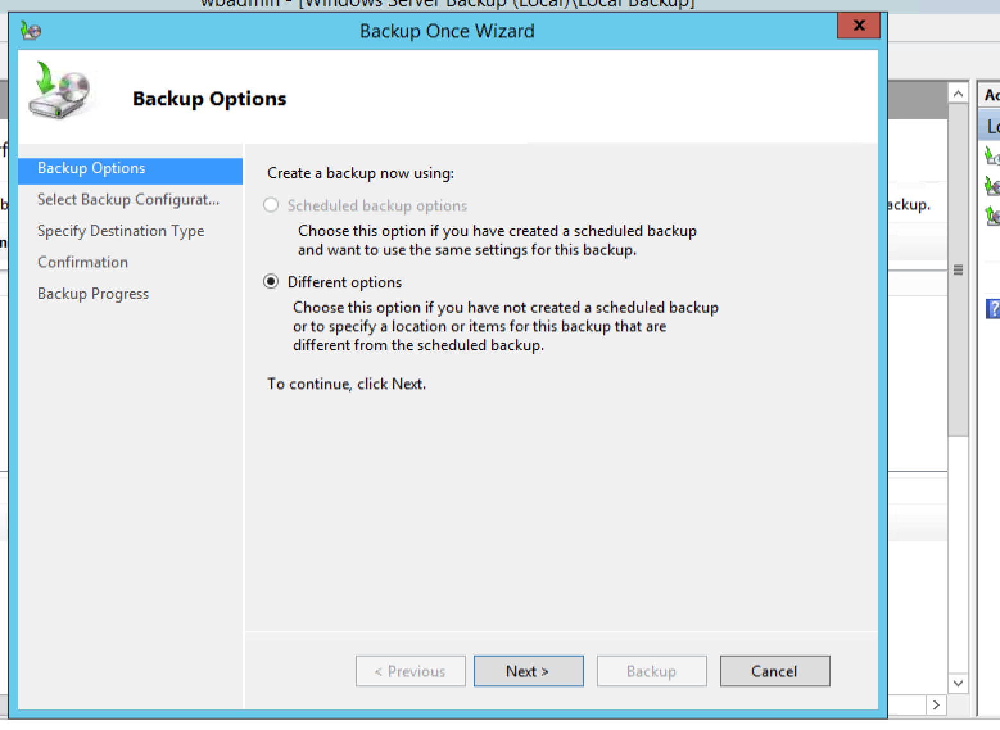 wbadmin - [Windows Server Backup (Local)\Local Backup]
Backup Once Wizard
x
Backup Options
Backup Options
Select Backup Configurat...
Specify Destination Type
Confirmation
Backup Progress
Create a backup now using:
Scheduled backup options
Choose this option if you have created a scheduled backup
and want to use the same settings for this backup.
Different options
Choose this option if you have not created a scheduled backup
or to specify a location or items for this backup that are
different from the scheduled backup.
To continue, click Next.
< Previous
Next >
Backup
Cancel
ackup.